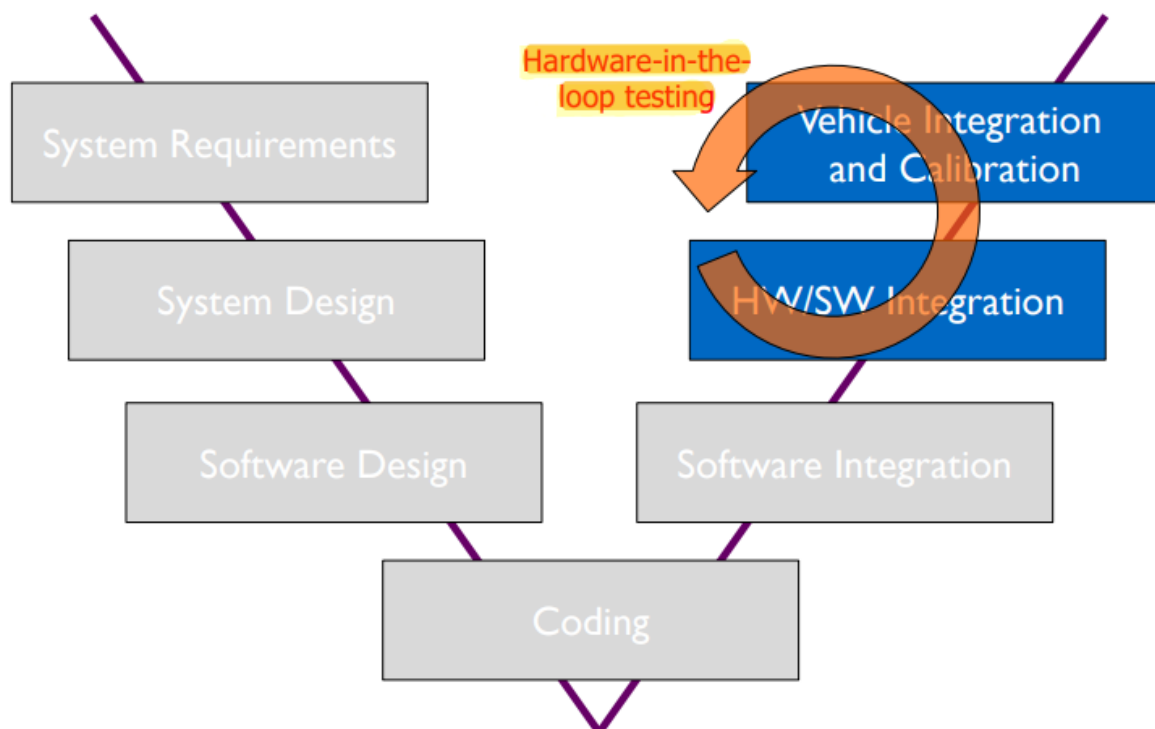 Hardware-in-the-
loop testing
System Requirements
Vehicle Integration
and Calibration
System Design
HW/SW Integration
Software Design
Software Integration
Coding